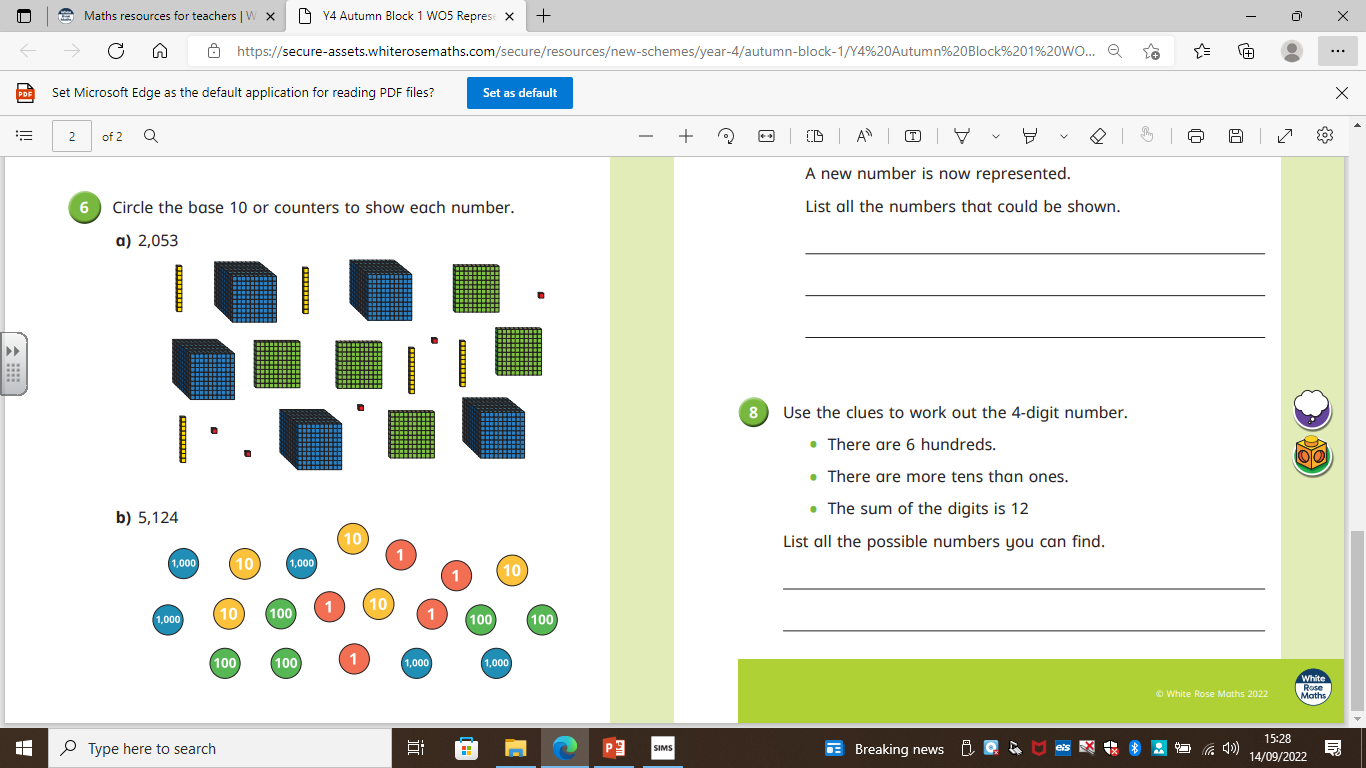 Maths resources for teachers | W
Y4 Autumn Block 1 WO5 Represe
https://secure-assets.whiterosemaths.com/secure/resources/new-schemes/year-4/autumn-block-1/Y4%20Autumn%20Block%201%20WO...
PDF
Set Microsoft Edge as the default application for reading PDF files?
Set as default
2
of 2
6
Circle the base 10 or counters to show each number.
a) 2,053
b) 5,124
10
1,000
10
1,000
1
1
10
1,000
10
100
1
10
1
100
100
100
100
1
1,000
1,000
A new number is now represented.
List all the numbers that could be shown.
8
Use the clues to work out the 4-digit number.
• There are 6 hundreds.
• There are more tens than ones.
• The sum of the digits is 12
List all the possible numbers you can find.
© White Rose Maths 2022
White
Rose
Maths
Type here to search
SIMS
Breaking news
15:28
14/09/2022